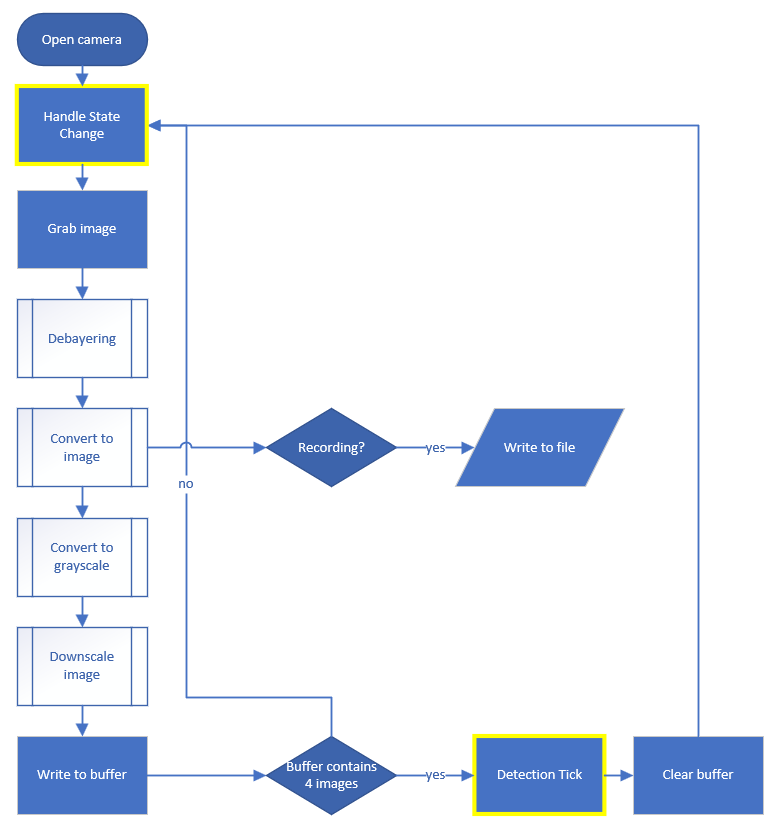 Open camera
Handle State
Change
Grab image
Debayering
Convert to
image
Recording?
yes
Write to file
no
Convert to
grayscale
Downscale
image
Write to buffer
Buffer contains
4 images
yes
Detection Tick
Clear buffer